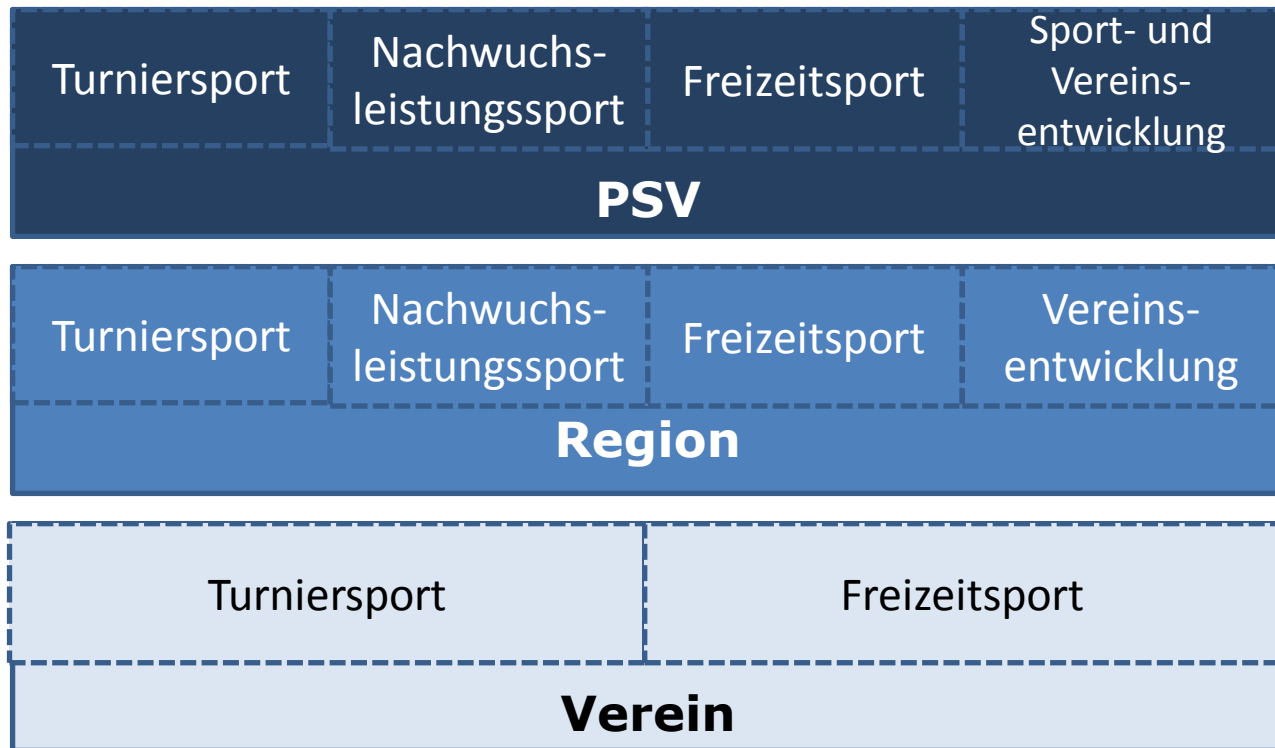 Turniersport
Nachwuchs-
leistungssport
Freizeitsport
Sport- und
Vereins-
entwicklung
PSV
Turniersport
Nachwuchs-
leistungssport
Freizeitsport
Vereins-
entwicklung
Region
Turniersport
Freizeitsport
Verein